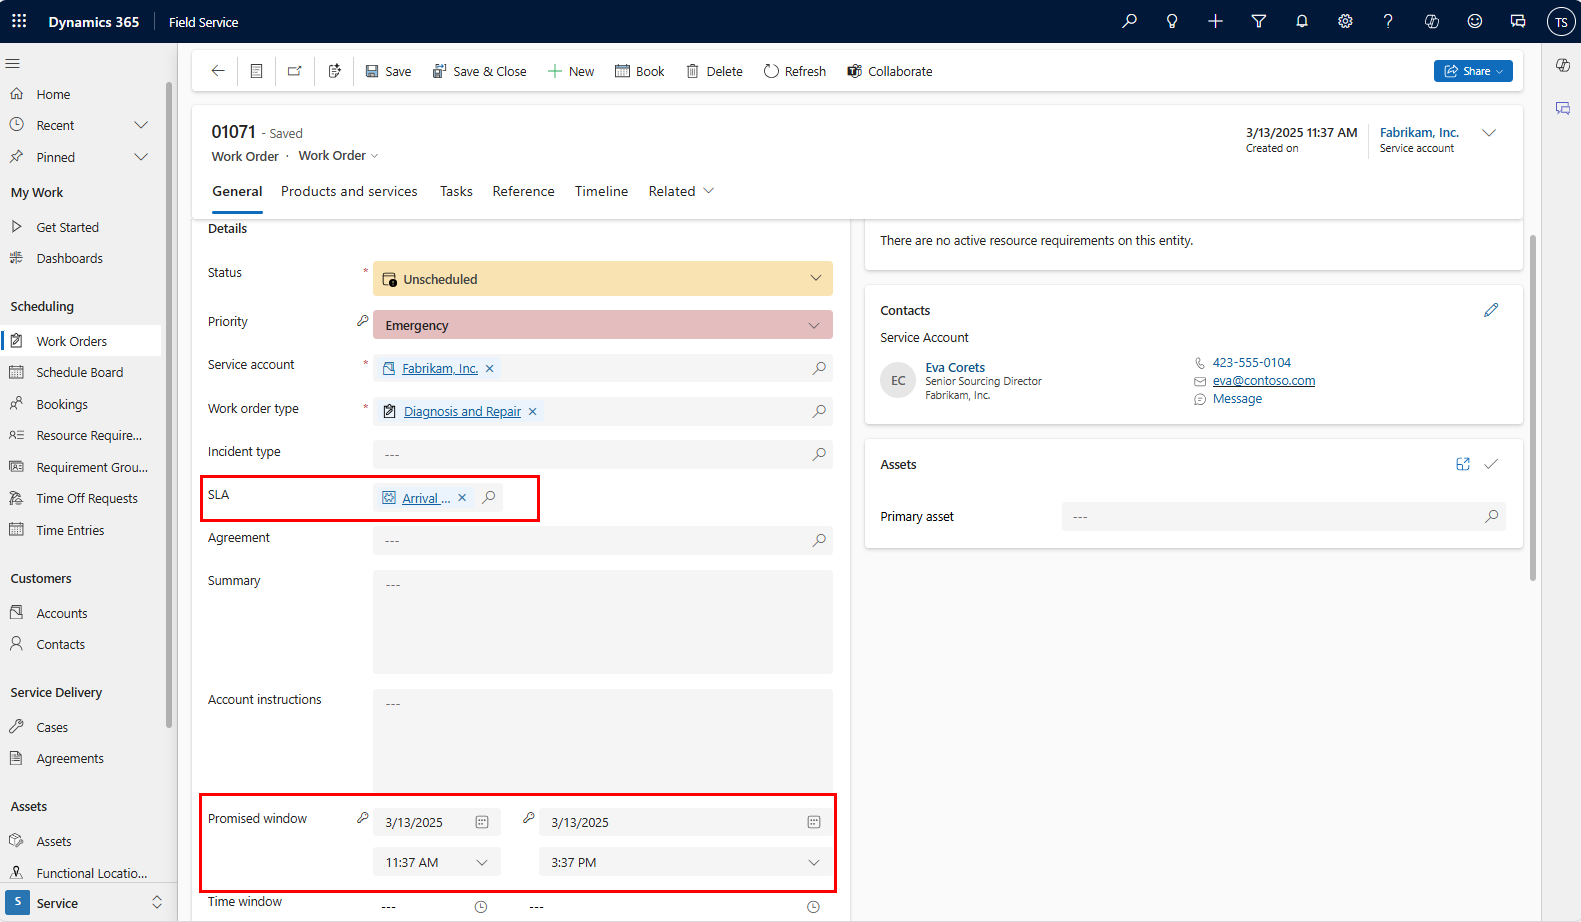 Dynamics 365
Field Service
TS
Home
Recent
Pinned
My Work
Get Started
Dashboards
Scheduling
Work Orders
Schedule Board
Bookings
Resource Require...
Requirement Grou...
Time Off Requests
Time Entries
Customers
Accounts
Contacts
Service Delivery
Cases
Agreements
Assets
Assets
Functional Locatio...
S Service
Save
Save & Close
New
Book
Delete
Refresh
Collaborate
Share
01071 - Saved
Work Order · Work Order
3/13/2025 11:37 AM
Created on
Fabrikam, Inc.
Service account
General
Products and services
Tasks
Reference
Timeline
Related
Details
Status * Unscheduled
Priority Emergency
Service account * Fabrikam, Inc.
Work order type * Diagnosis and Repair
Incident type ---
SLA Arrival ...
Agreement ---
Summary ---
Account instructions ---
Promised window 3/13/2025 3/13/2025
11:37 AM 3:37 PM
Time window --- ---
There are no active resource requirements on this entity.
Contacts
Service Account
EC
Eva Corets
Senior Sourcing Director
Fabrikam, Inc.
423-555-0104
eva@contoso.com
Message
Assets
Primary asset ---